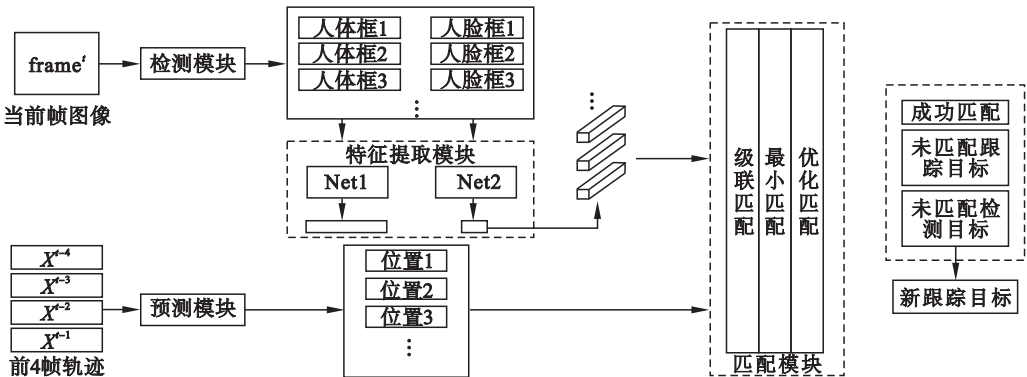 frameᵗ
当前帧图像
检测模块
人体框1
人脸框1
人体框2
人脸框2
人体框3
人脸框3
⋮
特征提取模块
Net1
Net2
⋮
Xᵗ⁻⁴
Xᵗ⁻³
Xᵗ⁻²
Xᵗ⁻¹
前4帧轨迹
预测模块
位置1
位置2
位置3
⋮
级联匹配
最小匹配
优化匹配
匹配模块
成功匹配
未匹配跟
踪目标
未匹配检
测目标
新跟踪目标